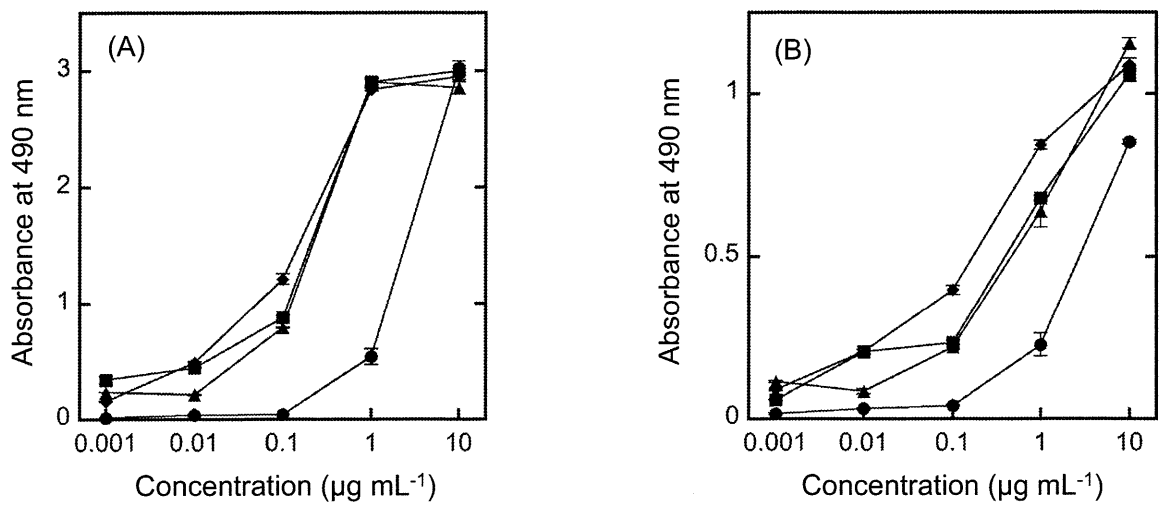 (A)
Absorbance at 490 nm
3
2
1
0
0.001 0.01 0.1 1 10
Concentration (µg mL-1)
(B)
Absorbance at 490 nm
1
0.5
0
0.001 0.01 0.1 1 10
Concentration (µg mL-1)